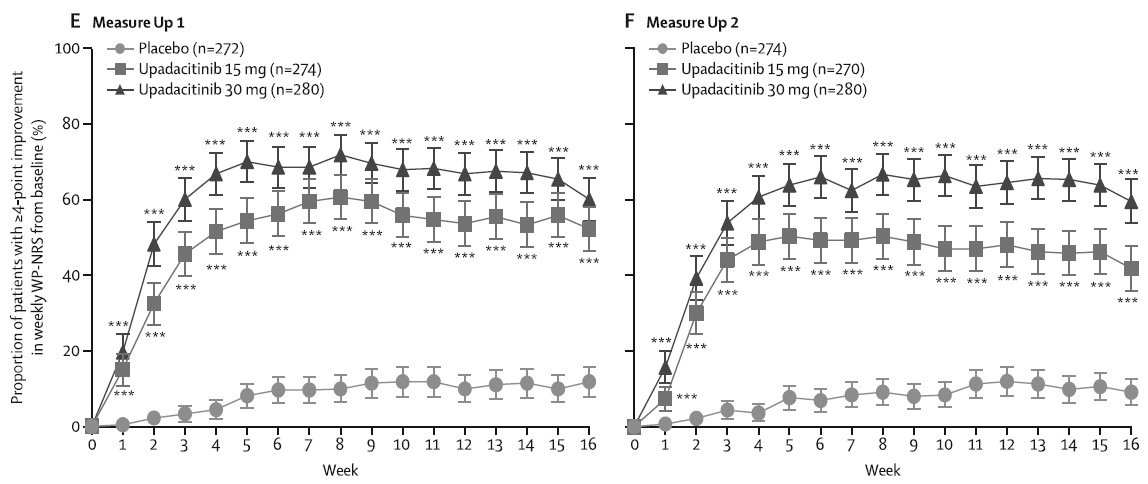 E Measure Up 1
Placebo (n=272)
Upadacitinib 15 mg (n=274)
Upadacitinib 30 mg (n=280)
Proportion of patients with ≥4-point improvement
in weekly WP-NRS from baseline (%)
100
80
60
40
20
0
*** *** *** *** *** *** *** *** *** *** *** *** *** *** *** ***
*** *** *** *** *** *** *** *** *** *** *** *** *** *** *** ***
0 1 2 3 4 5 6 7 8 9 10 11 12 13 14 15 16
Week
F Measure Up 2
Placebo (n=274)
Upadacitinib 15 mg (n=270)
Upadacitinib 30 mg (n=280)
*** *** *** *** *** *** *** *** *** *** *** *** *** *** *** ***
*** *** *** *** *** *** *** *** *** *** *** *** *** *** *** ***
0 1 2 3 4 5 6 7 8 9 10 11 12 13 14 15 16
Week